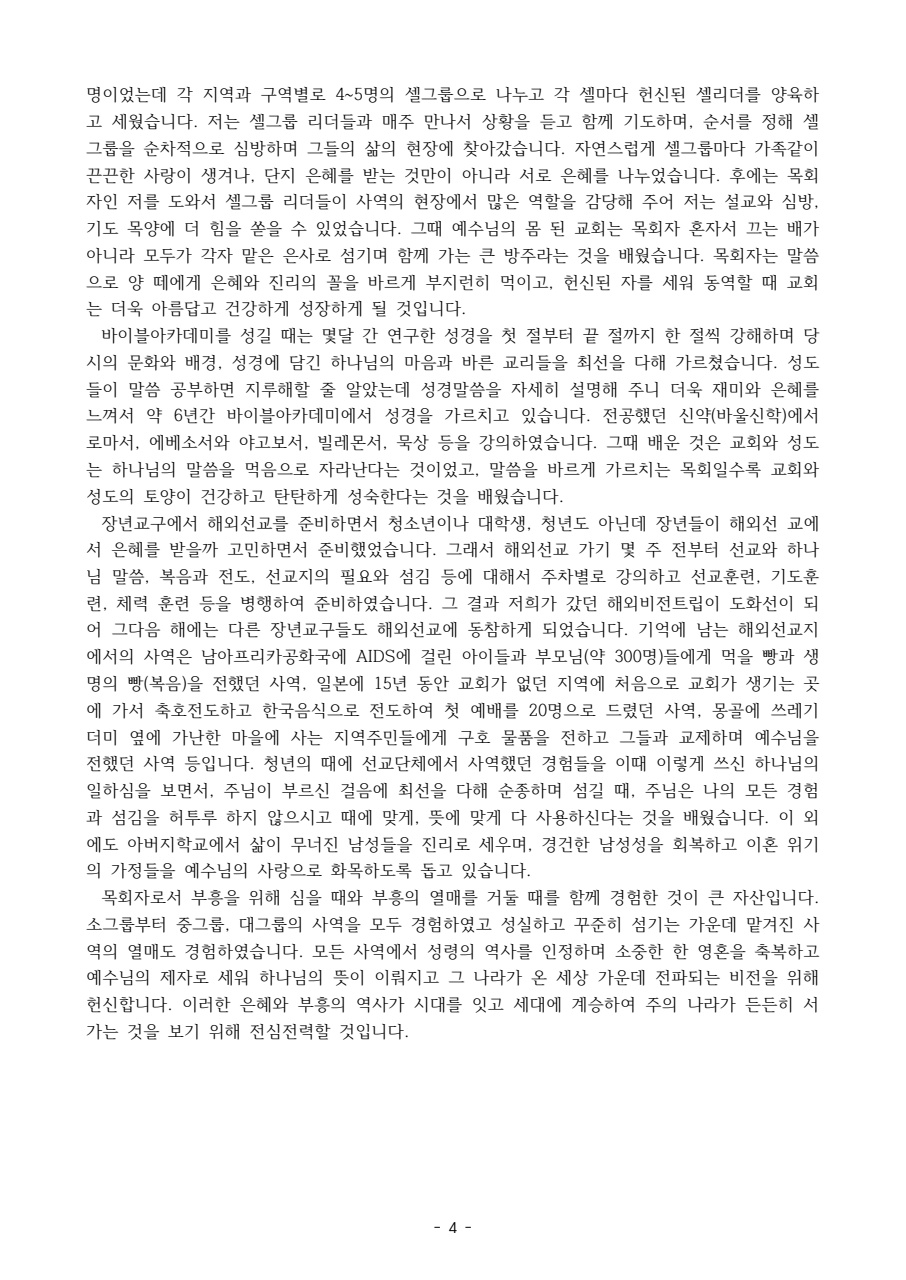 명이었는데 각 지역과 구역별로 4~5명의 셀그룹으로 나누고 각 셀마다 헌신된 셀리더를 양육하
고 세웠습니다. 저는 셀그룹 리더들과 매주 만나서 상황을 듣고 함께 기도하며, 순서를 정해 셀
그룹을 순차적으로 심방하며 그들의 삶의 현장에 찾아갔습니다. 자연스럽게 셀그룹마다 가족같이
끈끈한 사랑이 생겨나, 단지 은혜를 받는 것만이 아니라 서로 은혜를 나누었습니다. 후에는 목회
자인 저를 도와서 셀그룹 리더들이 사역의 현장에서 많은 역할을 감당해 주어 저는 설교와 심방,
기도 목양에 더 힘을 쏟을 수 있었습니다. 그때 예수님의 몸 된 교회는 목회자 혼자서 끄는 배가
아니라 모두가 각자 맡은 은사로 섬기며 함께 가는 큰 방주라는 것을 배웠습니다. 목회자는 말씀
으로 양 떼에게 은혜와 진리의 꼴을 바르게 부지런히 먹이고, 헌신된 자를 세워 동역할 때 교회
는 더욱 아름답고 건강하게 성장하게 될 것입니다.
바이블아카데미를 성길 때는 몇달 간 연구한 성경을 첫 절부터 끝 절까지 한 절씩 강해하며 당
시의 문화와 배경, 성경에 담긴 하나님의 마음과 바른 교리들을 최선을 다해 가르쳤습니다. 성도
들이 말씀 공부하면 지루해할 줄 알았는데 성경말씀을 자세히 설명해 주니 더욱 재미와 은혜를
느껴서 약 6년간 바이블아카데미에서 성경을 가르치고 있습니다. 전공했던 신약(바울신학)에서
로마서, 에베소서와 야고보서, 빌레몬서, 묵상 등을 강의하였습니다. 그때 배운 것은 교회와 성도
는 하나님의 말씀을 먹음으로 자라난다는 것이었고, 말씀을 바르게 가르치는 목회일수록 교회와
성도의 토양이 건강하고 탄탄하게 성숙한다는 것을 배웠습니다.
장년교구에서 해외선교를 준비하면서 청소년이나 대학생, 청년도 아닌데 장년들이 해외선 교에
서 은혜를 받을까 고민하면서 준비했었습니다. 그래서 해외선교 가기 몇 주 전부터 선교와 하나
님 말씀, 복음과 전도, 선교지의 필요와 섬김 등에 대해서 주차별로 강의하고 선교훈련, 기도훈
련, 체력 훈련 등을 병행하여 준비하였습니다. 그 결과 저희가 갔던 해외비전트립이 도화선이 되
어 그다음 해에는 다른 장년교구들도 해외선교에 동참하게 되었습니다. 기억에 남는 해외선교지
에서의 사역은 남아프리카공화국에 AIDS에 걸린 아이들과 부모님(약 300명)들에게 먹을 빵과 생
명의 빵(복음)을 전했던 사역, 일본에 15년 동안 교회가 없던 지역에 처음으로 교회가 생기는 곳
에 가서 축호전도하고 한국음식으로 전도하여 첫 예배를 20명으로 드렸던 사역, 몽골에 쓰레기
더미 옆에 가난한 마을에 사는 지역주민들에게 구호 물품을 전하고 그들과 교제하며 예수님을
전했던 사역 등입니다. 청년의 때에 선교단체에서 사역했던 경험들을 이때 이렇게 쓰신 하나님의
일하심을 보면서, 주님이 부르신 걸음에 최선을 다해 순종하며 섬길 때, 주님은 나의 모든 경험
과 섬김을 허투루 하지 않으시고 때에 맞게, 뜻에 맞게 다 사용하신다는 것을 배웠습니다. 이 외
에도 아버지학교에서 삶이 무너진 남성들을 진리로 세우며, 경건한 남성성을 회복하고 이혼 위기
의 가정들을 예수님의 사랑으로 화목하도록 돕고 있습니다.
목회자로서 부흥을 위해 심을 때와 부흥의 열매를 거둘 때를 함께 경험한 것이 큰 자산입니다.
소그룹부터 중그룹, 대그룹의 사역을 모두 경험하였고 성실하고 꾸준히 섬기는 가운데 맡겨진 사
역의 열매도 경험하였습니다. 모든 사역에서 성령의 역사를 인정하며 소중한 한 영혼을 축복하고
예수님의 제자로 세워 하나님의 뜻이 이뤄지고 그 나라가 온 세상 가운데 전파되는 비전을 위해
헌신합니다. 이러한 은혜와 부흥의 역사가 시대를 잇고 세대에 계승하여 주의 나라가 든든히 서
가는 것을 보기 위해 전심전력할 것입니다.
- 4 -